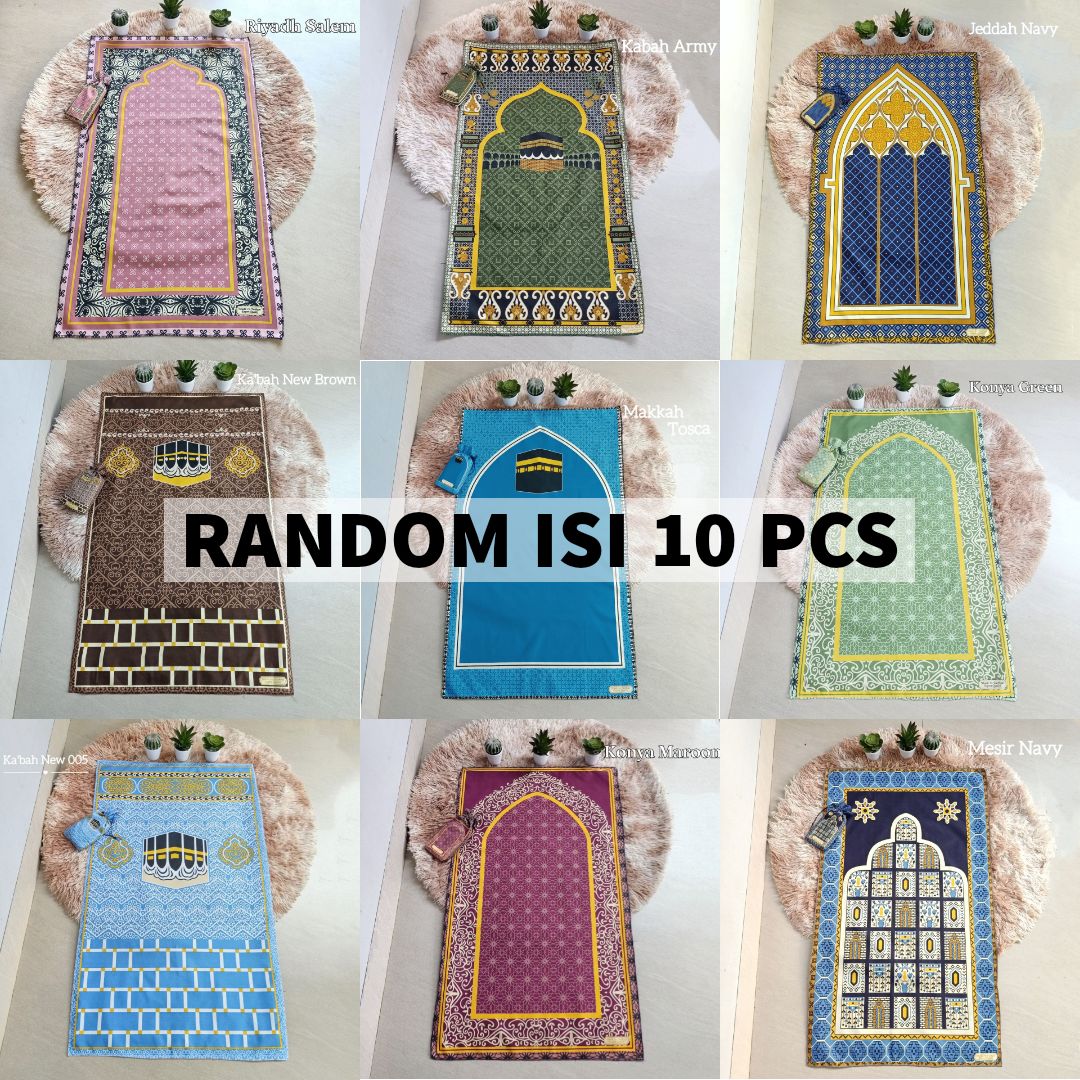 Riyadh Salem
Kabah Army
Jeddah Navy
Ka'bah New Brown
Makkah
Tosca
Konya Green
RANDOM ISI 10 PCS
Ka'bah New 005
Konya Maroon
Mesir Navy